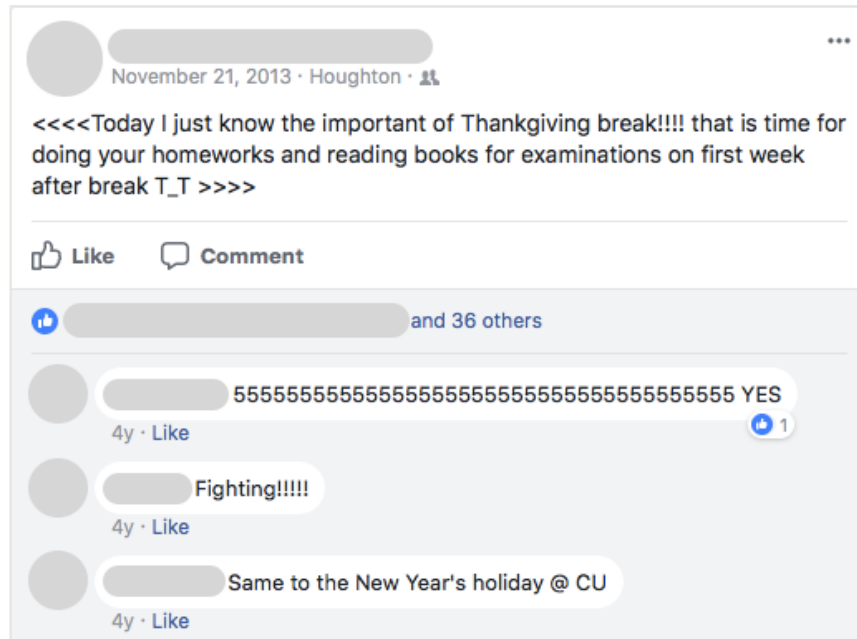 November 21, 2013 · Houghton ·
<<<<Today I just know the important of Thankgiving break!!!! that is time for
doing your homeworks and reading books for examinations on first week
after break T_T >>>>
Like Comment
and 36 others
55555555555555555555555555555555555555 YES
1
4y · Like
Fighting!!!!!
4y · Like
Same to the New Year's holiday @ CU
4y · Like